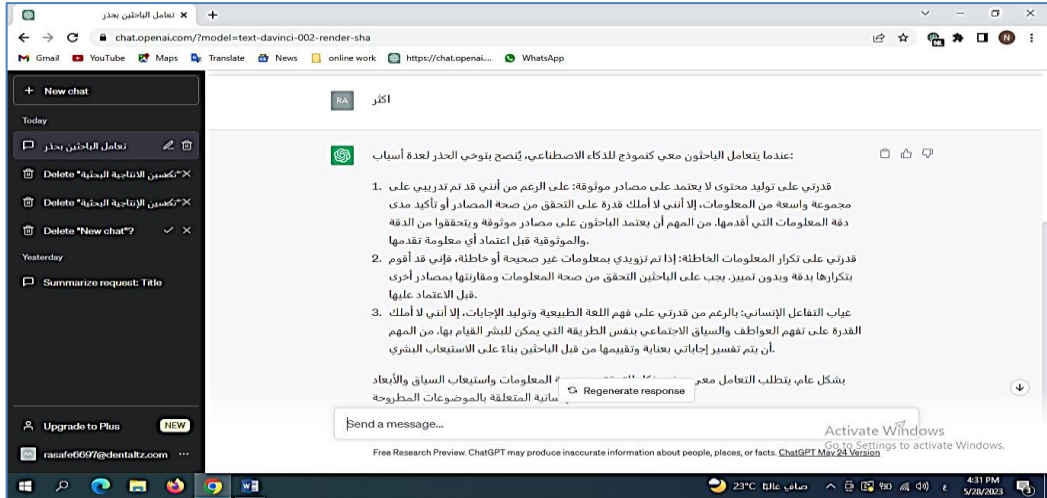 تعامل الباحثين بحذر
chat.openai.com/?model=text-davinci-002-render-sha
Gmail YouTube Maps Translate News online work https://chat.openai.... WhatsApp
+ New chat
Today
تعامل الباحثين بحذر
Delete "تكسين الانتاجية البحثية"
Delete "تكسين الإنتاجية البحثية"
Delete "New chat"?
Yesterday
Summarize request: Title
Upgrade to Plus NEW
rasafe6697@dentaltz.com
RA اكثر
عندما يتعامل الباحثون معي كنموذج للذكاء الاصطناعي، يُنصح بتوخي الحذر لعدة أسباب:
1. قدرتي على توليد محتوى لا يعتمد على مصادر موثوقة: على الرغم من أنني قد تم تدريبي على
مجموعة واسعة من المعلومات، إلا أنني لا أملك قدرة على التحقق من صحة المصادر أو تأكيد مدى
دقة المعلومات التي أقدمها. من المهم أن يعتمد الباحثون على مصادر موثوقة ويتحققوا من الدقة
والموثوقية قبل اعتماد أي معلومة تقدمها.
2. قدرتي على تكرار المعلومات الخاطئة: إذا تم تزويدي بمعلومات غير صحيحة أو خاطئة، فإني قد أقوم
بتكرارها بدقة وبدون تمييز. يجب على الباحثين التحقق من صحة المعلومات ومقارنتها بمصادر أخرى
قبل الاعتماد عليها.
3. غياب التفاعل الإنساني: بالرغم من قدرتي على فهم اللغة الطبيعية وتوليد الإجابات، إلا أنني لا أملك
القدرة على تفهم العواطف والسياق الاجتماعي بنفس الطريقة التي يمكن للبشر القيام بها. من المهم
أن يتم تفسير إجاباتي بعناية وتقييمها من قبل الباحثين بناءً على الاستيعاب البشري.
بشكل عام، يتطلب التعامل معي المعلومات واستيعاب السياق والأبعاد
المتعلقة بالموضوعات المطروحة
Regenerate response
Send a message...
Free Research Preview. ChatGPT may produce inaccurate information about people, places, or facts. ChatGPT May 24 Version
Activate Windows
Go to Settings to activate Windows.
23°C صافي غالبًا
4:31 PM
5/28/2023